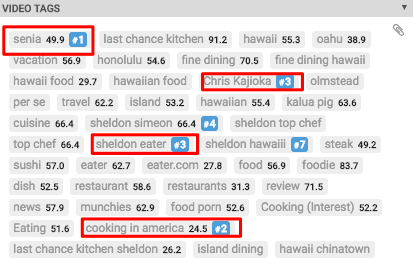 VIDEO TAGS
senia 49.9 #1 last chance kitchen 91.2 hawaii 55.3 oahu 38.9
vacation 56.9 honolulu 54.6 fine dining 70.5 fine dining hawaii
hawaii food 29.7 hawaiian food Chris Kajioka #3 olmstead
per se travel 62.2 island 53.2 hawaiian 55.4 kalua pig 63.6
cuisine 66.4 sheldon simeon 66.4 #4 sheldon top chef
top chef 66.4 sheldon eater #3 sheldon hawaiii #7 steak 49.2
sushi 57.0 eater 62.7 eater.com 27.8 food 56.9 foodie 83.7
dish 52.5 restaurant 58.6 restaurants 31.3 review 71.5
news 57.9 munchies 62.9 food porn 52.6 Cooking (Interest) 52.2
Eating 51.6 cooking in america 24.5 #2
last chance kitchen sheldon 26.2 island dining hawaii chinatown